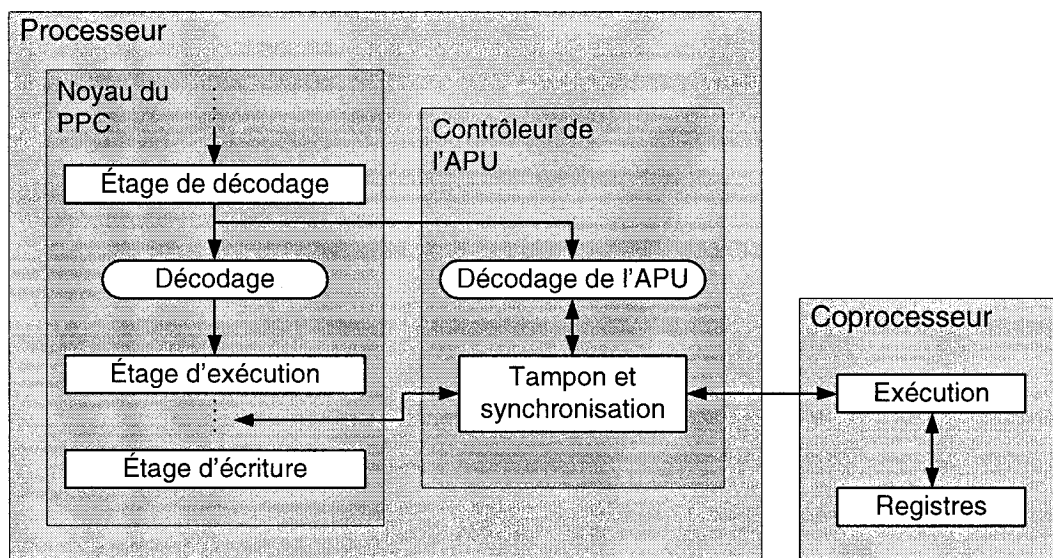 Processeur
Noyau du
PPC
Étage de décodage
Décodage
Étage d'exécution
Étage d'écriture
Contrôleur de
l'APU
Décodage de l'APU
Tampon et
synchronisation
Coprocesseur
Exécution
Registres